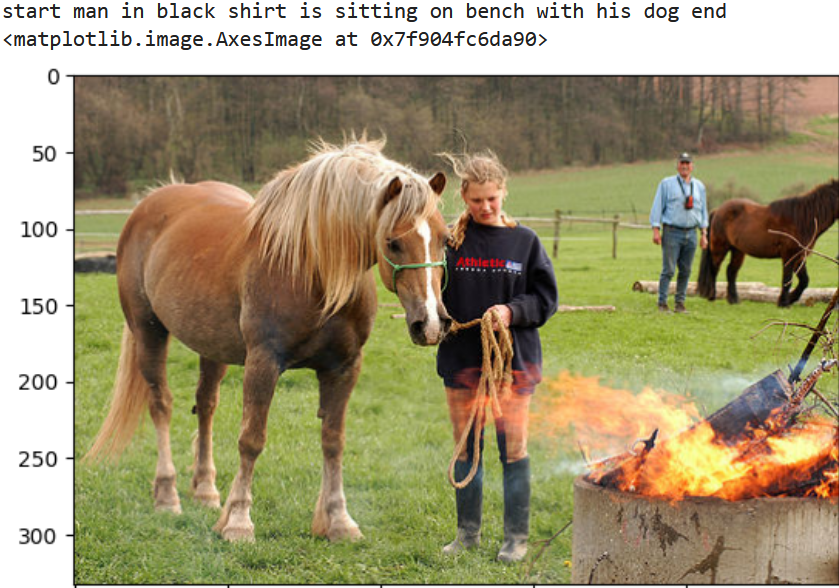 start man in black shirt is sitting on bench with his dog end
<matplotlib.image.AxesImage at 0x7f904fc6da90>
0
50
100
150
200
250
300
Athletic